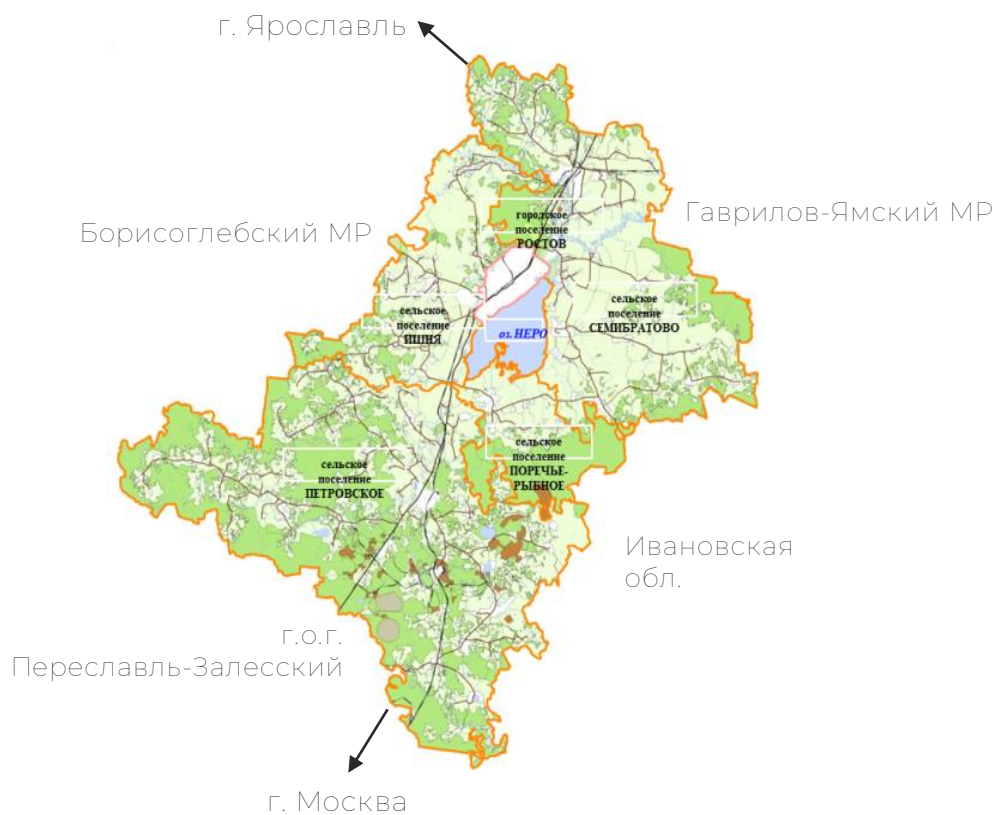 г. Ярославль
Гаврилов-Ямский МР
Борисоглебский МР
городское
поселение
РОСТОВ
сельское
поселение
СЕМИБРАТОВО
сельское
поселение
ИШНЯ
оз. НЕРО
сельское
поселение
ПОРЕЧЬЕ-
РЫБНОЕ
сельское
поселение
ПЕТРОВСКОЕ
Ивановская
обл.
г.о.г.
Переславль-Залесский
г. Москва